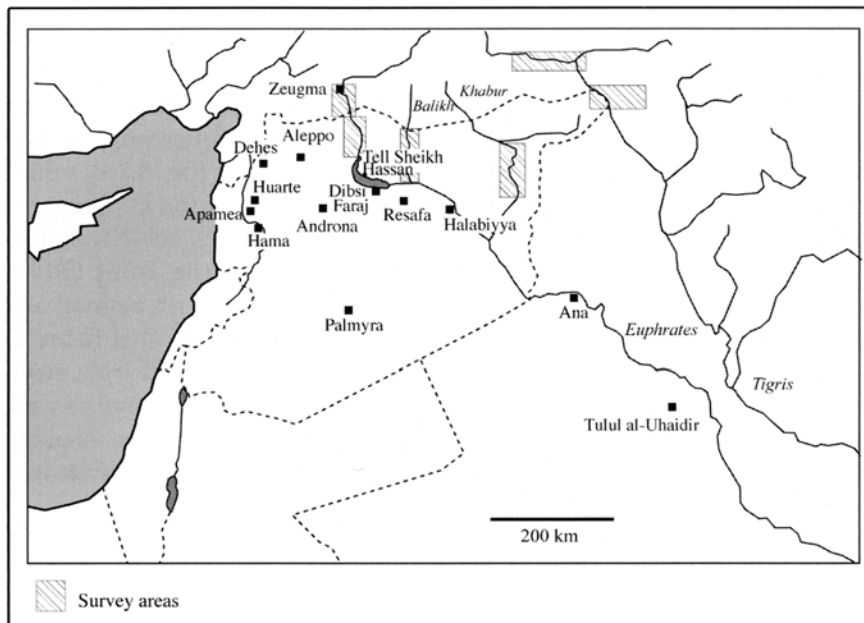 Zeugma
Balikh
Khabur
Aleppo
Dehes
Tell Sheikh
Hassan
Huarte
Dibsi
Faraj
Apamea
Androna
Resafa
Halabiyya
Hama
Palmyra
Ana
Euphrates
Tigris
Tulul al-Uhaidir
200 km
Survey areas